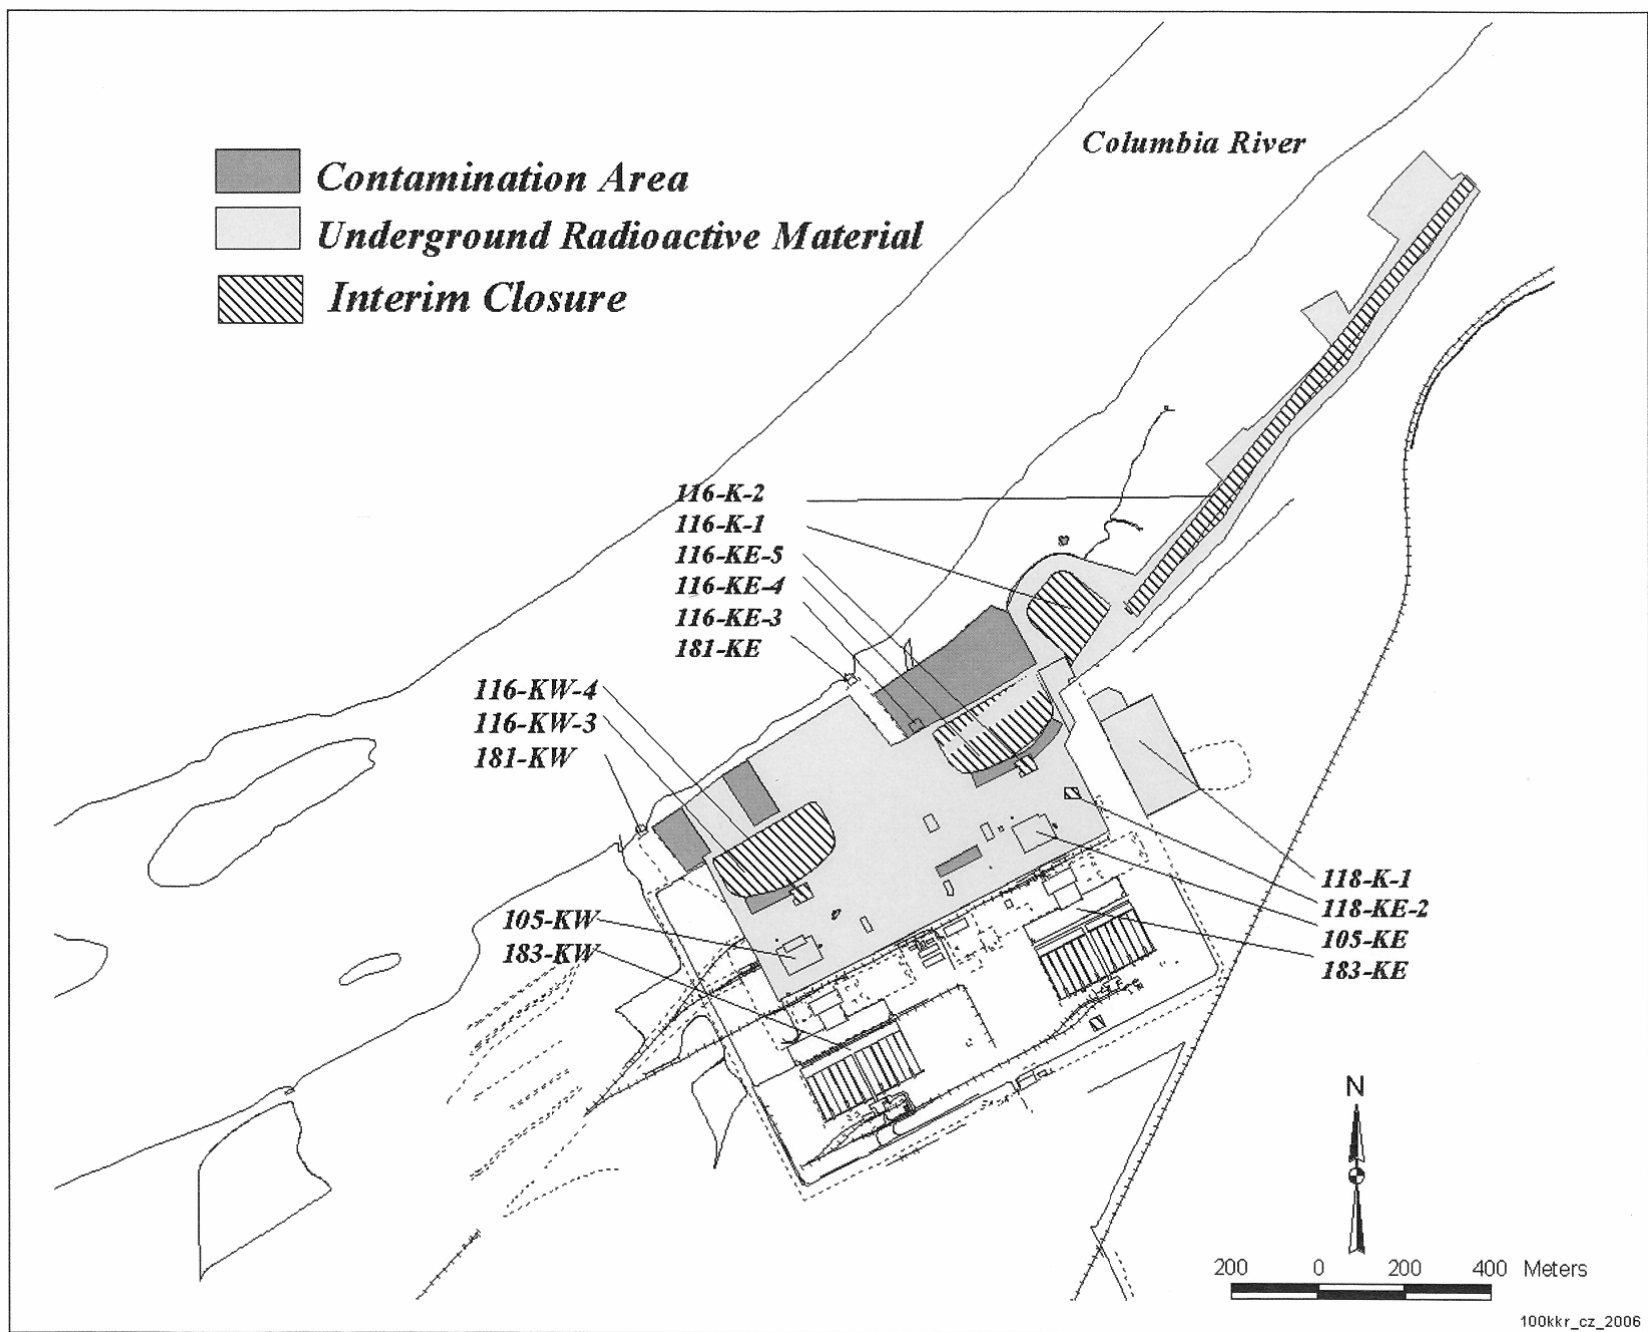 Columbia River
Contamination Area
Underground Radioactive Material
Interim Closure
116-K-2
116-K-1
116-KE-5
116-KE-4
116-KE-3
181-KE
116-KW-4
116-KW-3
181-KW
105-KW
183-KW
118-K-1
118-KE-2
105-KE
183-KE
N
200 0 200 400 Meters
100kkr_cz_2006